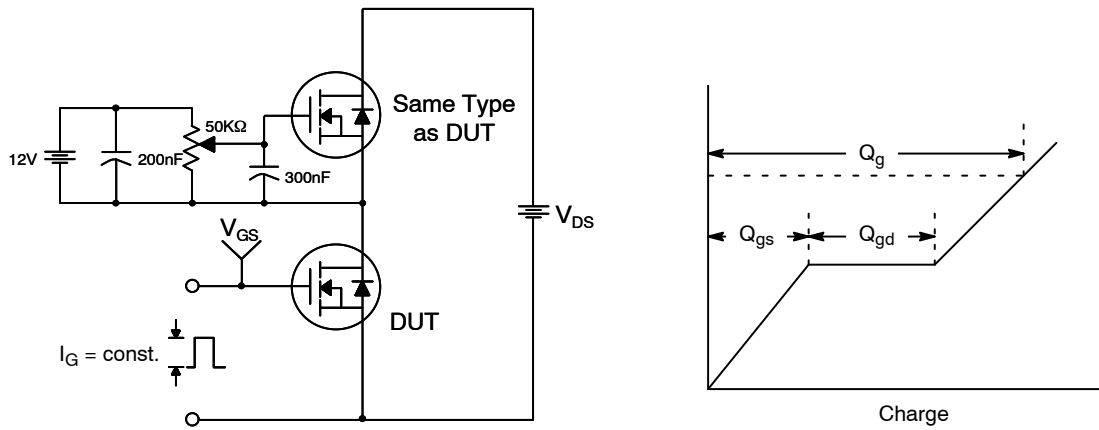 Same Type
as DUT
50KΩ
12V
200nF
300nF
V_DS
V_GS
DUT
I_G = const.
Q_g
Q_gs
Q_gd
Charge